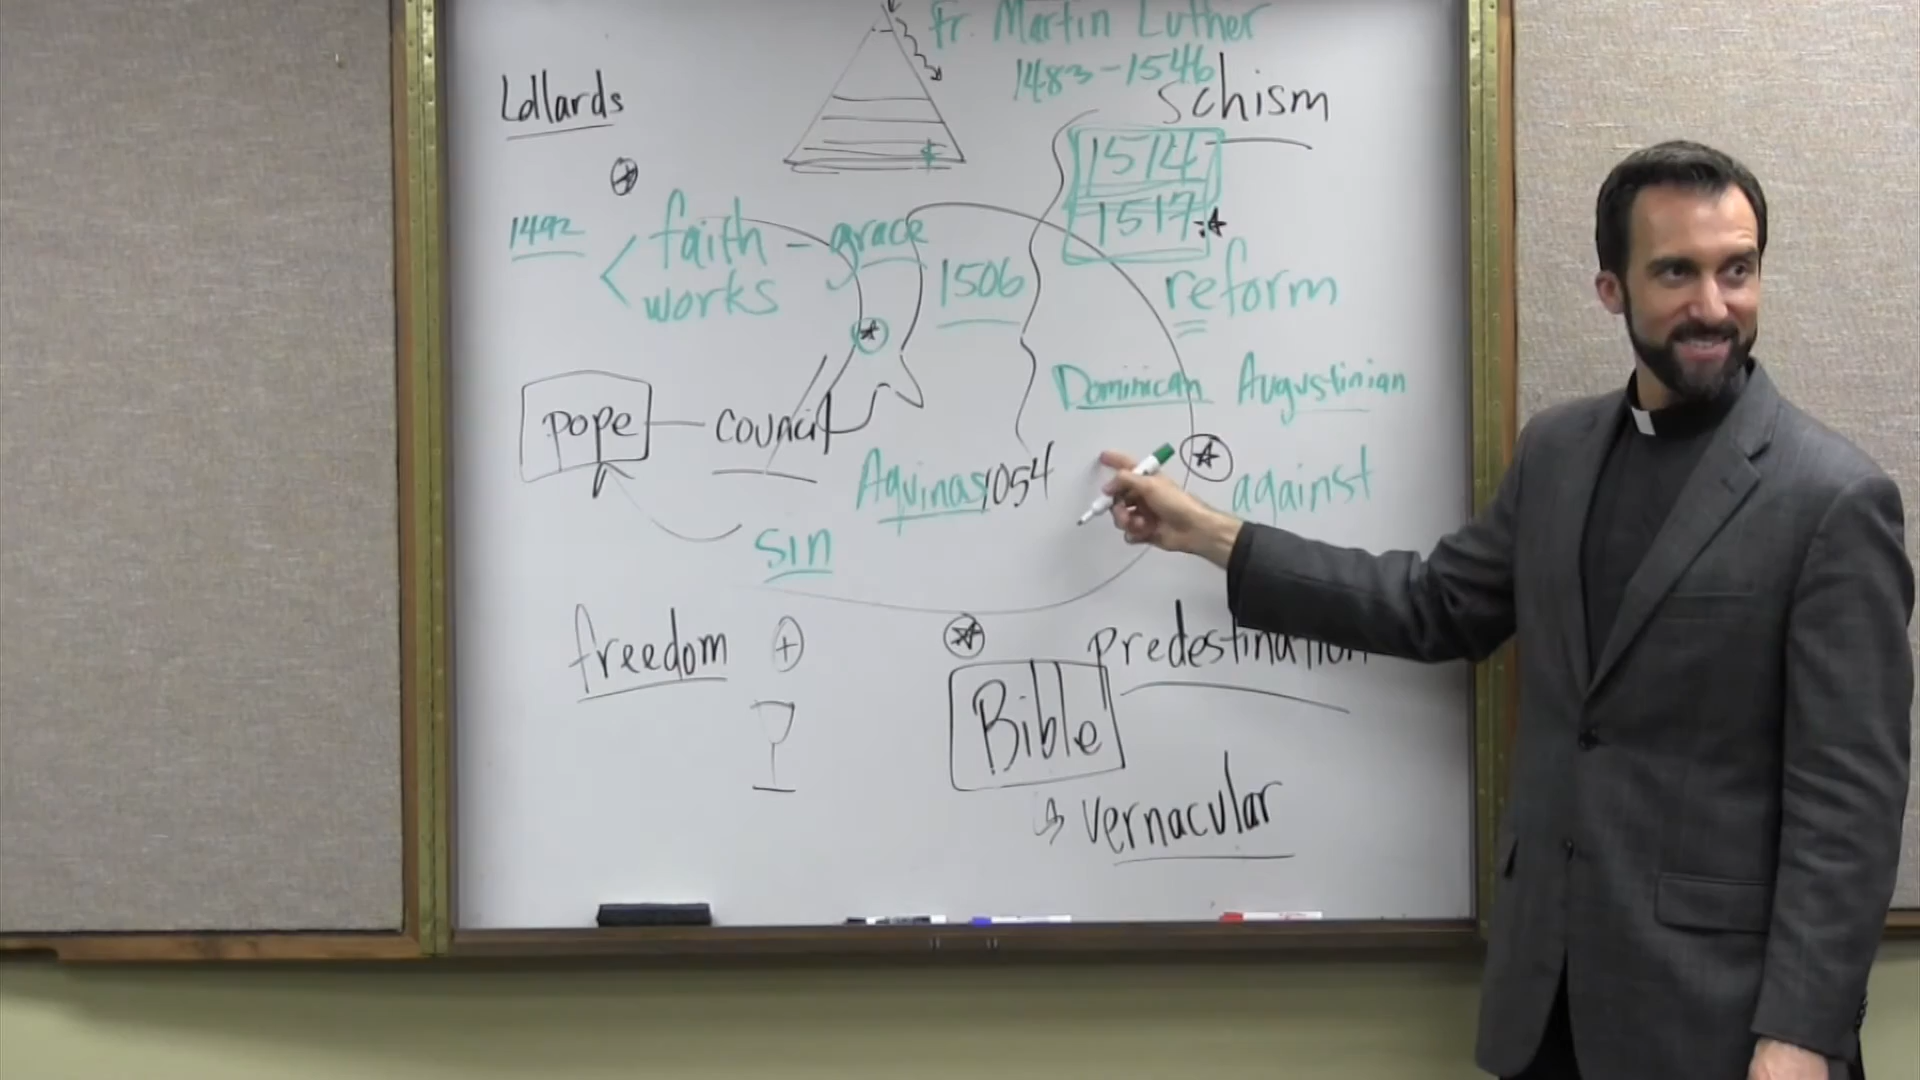 Fr. Martin Luther
1483-1546
Lollards
schism
1514
1517
1492
faith - grace
works
1506
reform
Dominican Augustinian
pope
council
Aquinas 1054
against
sin
freedom
predestination
Bible
vernacular